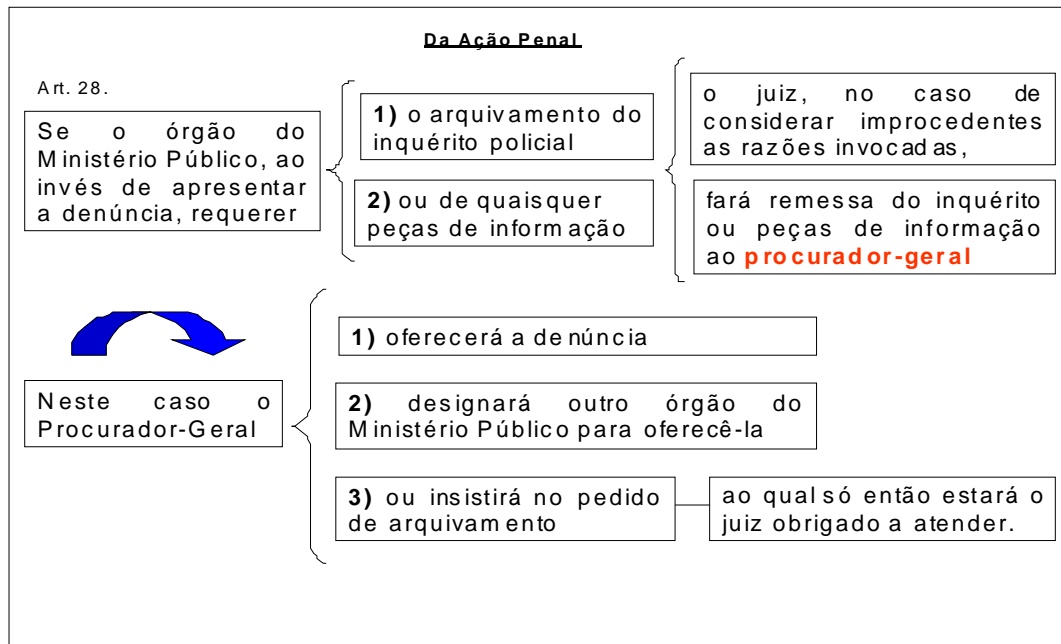 Da Ação Penal
Art. 28.
Se o órgão do
Ministério Público, ao
invés de apresentar
a denúncia, requerer
1) o arquivamento do
inquérito policial
2) ou de quaisquer
peças de informação
o juiz, no caso de
considerar improcedentes
as razões invocadas,
fará remessa do inquérito
ou peças de informação
ao procurador-geral
Neste caso o
Procurador-Geral
1) oferecerá a denúncia
2) designará outro órgão do
Ministério Público para oferecê-la
3) ou insistirá no pedido
de arquivamento
ao qual só então estará o
juiz obrigado a atender.